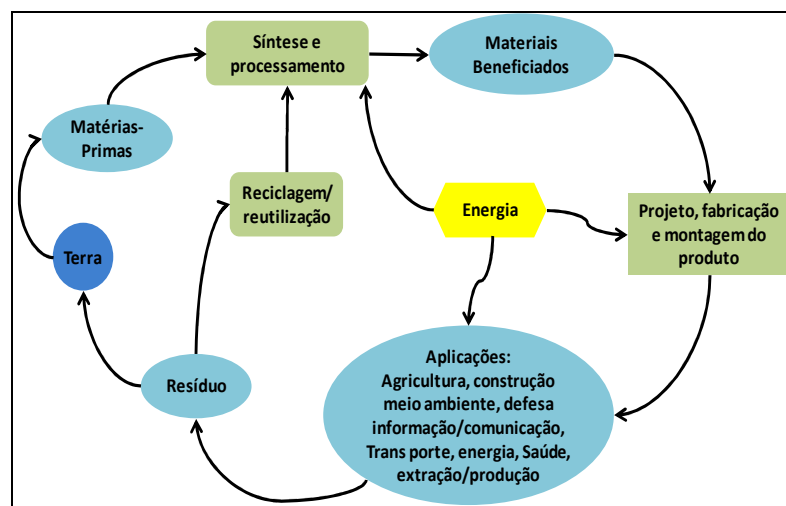 Síntese e
processamento
Materiais
Beneficiados
Matérias-
Primas
Reciclagem/
reutilização
Energia
Projeto, fabricação
e montagem do
produto
Terra
Resíduo
Aplicações:
Agricultura, construção
meio ambiente, defesa
informação/comunicação,
Trans porte, energia, Saúde,
extração/produção